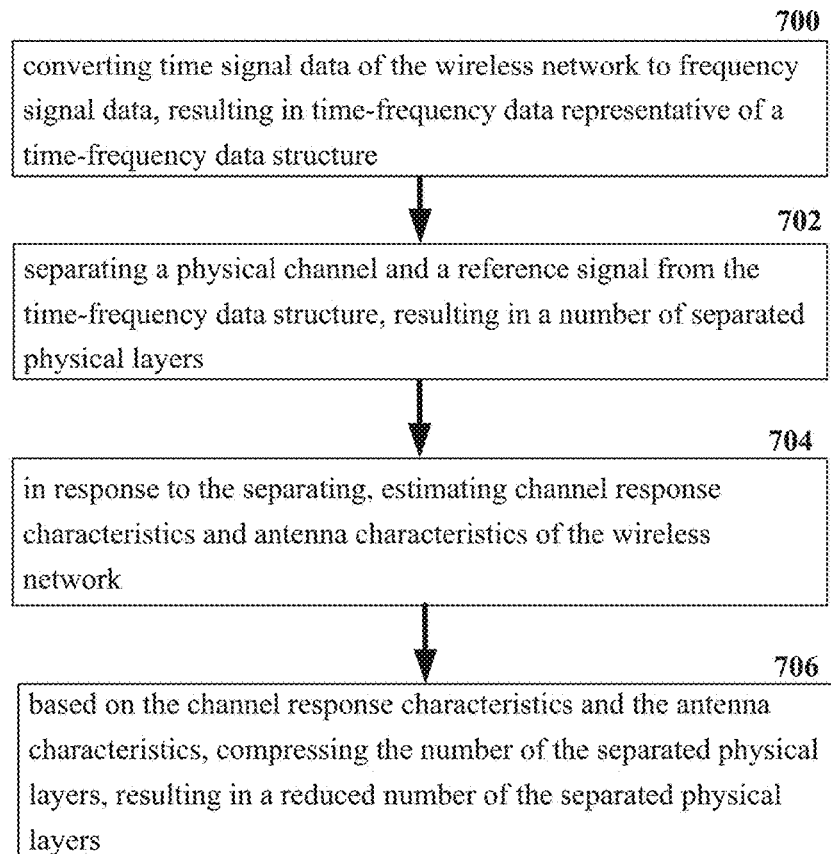 700
converting time signal data of the wireless network to frequency
signal data, resulting in time-frequency data representative of a
time-frequency data structure
702
separating a physical channel and a reference signal from the
time-frequency data structure, resulting in a number of separated
physical layers
704
in response to the separating, estimating channel response
characteristics and antenna characteristics of the wireless
network
706
based on the channel response characteristics and the antenna
characteristics, compressing the number of the separated physical
layers, resulting in a reduced number of the separated physical
layers